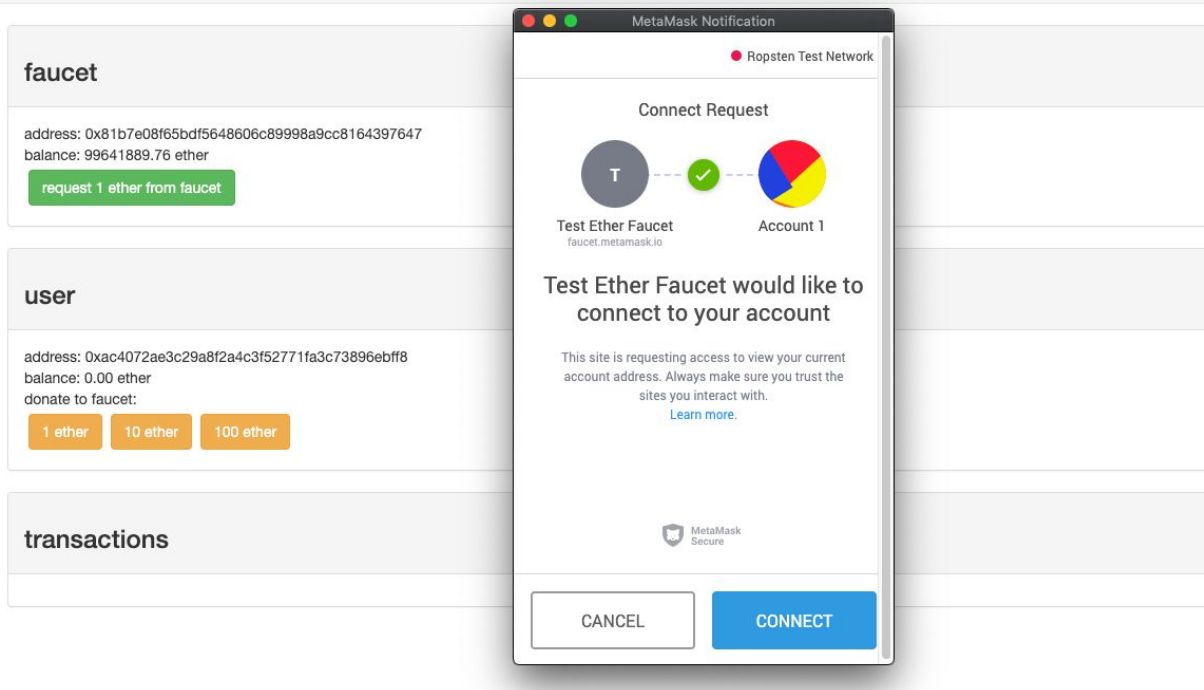 faucet
address: 0x81b7e08f65bdf5648606c89998a9cc8164397647
balance: 99641889.76 ether
request 1 ether from faucet
user
address: 0xac4072ae3c29a8f2a4c3f52771fa3c73896ebff8
balance: 0.00 ether
donate to faucet:
1 ether 10 ether 100 ether
transactions
MetaMask Notification
Ropsten Test Network
Connect Request
T
Test Ether Faucet Account 1
faucet.metamask.io
Test Ether Faucet would like to
connect to your account
This site is requesting access to view your current
account address. Always make sure you trust the
sites you interact with.
Learn more.
MetaMask
Secure
CANCEL CONNECT